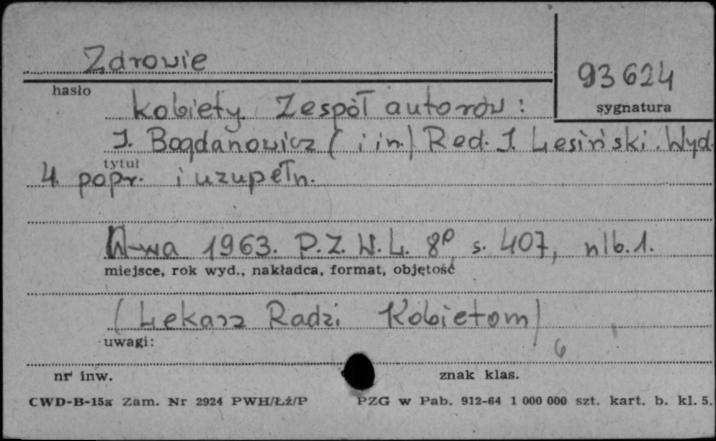 Zdrowie
93624
hasło
sygnatura
kobiety. Zespół autorów:
J. Bogdanowicz (i in.) Red. J. Lesiński. Wyd.
tytuł
4 popr. i uzupełn.
W-wa 1963. P.Z.W.L. 8° s. 407, nlb. 1.
miejsce, rok wyd., nakładca, format, objętość
(Lekarz Radzi Kobietom)
uwagi:
6
nr inw.
znak klas.
CWD-B-15a Zam. Nr 2924 PWH/Łż/P PZG w Pab. 912-64 1 000 000 szt. kart. b. kl. 5.